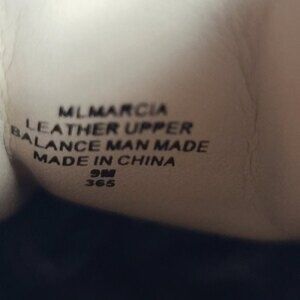 MLMARCIA
LEATHER UPPER
BALANCE MAN MADE
MADE IN CHINA
9M
365